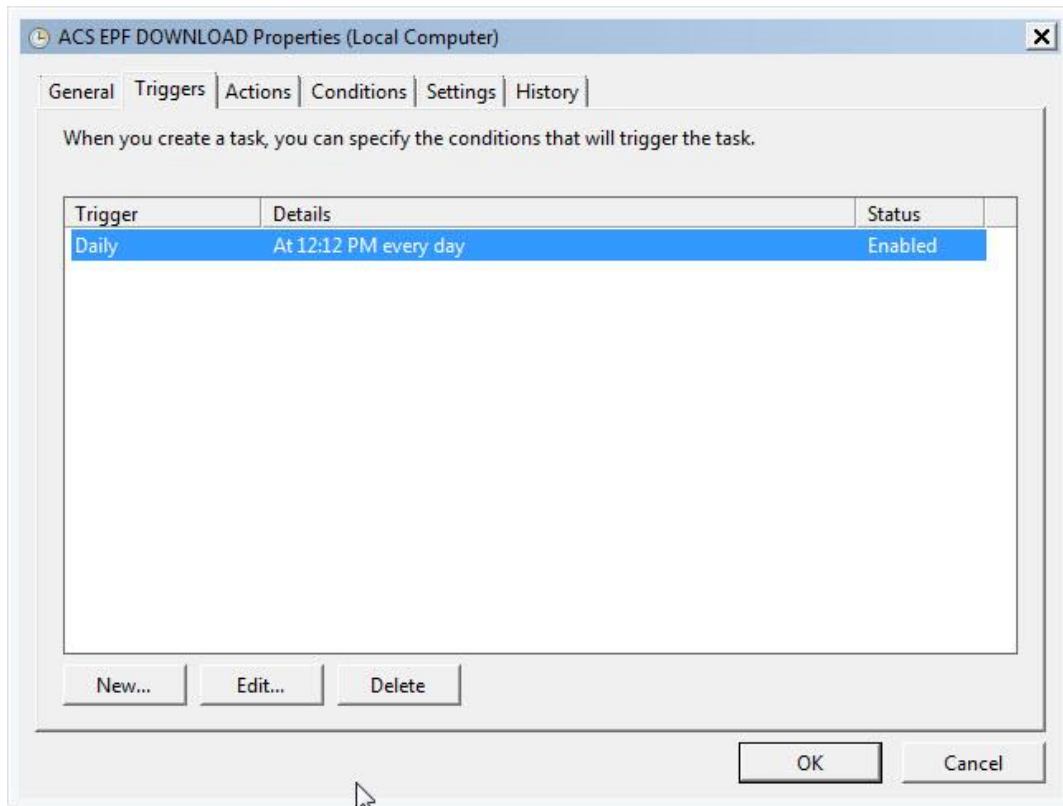 ACS EPF DOWNLOAD Properties (Local Computer)
General Triggers Actions Conditions Settings History
When you create a task, you can specify the conditions that will trigger the task.
Trigger Details Status
Daily At 12:12 PM every day Enabled
New... Edit... Delete
OK Cancel